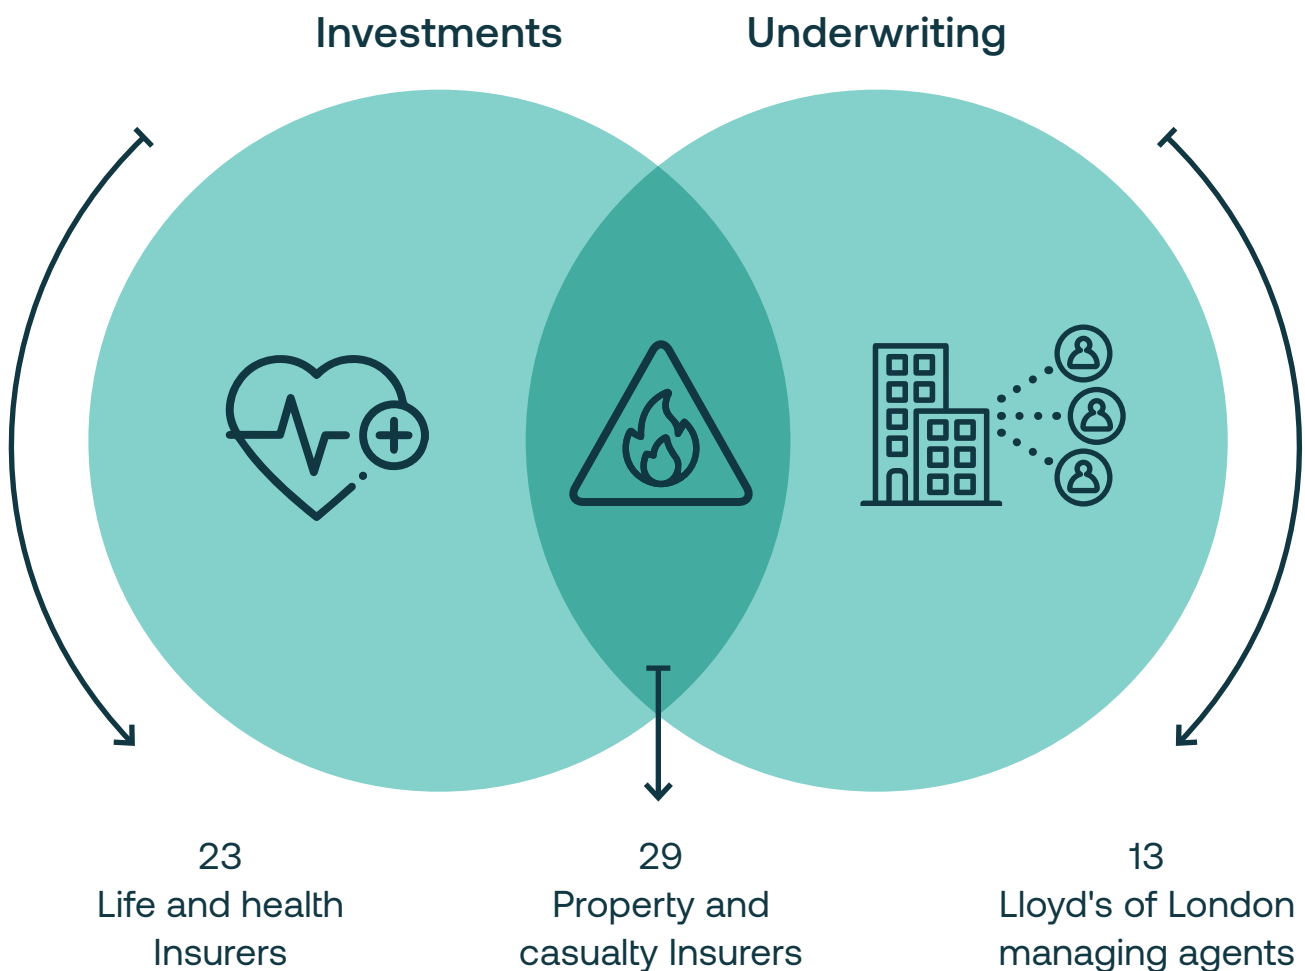 Investments
Underwriting
23
Life and health
Insurers
29
Property and
casualty Insurers
13
Lloyd's of London
managing agents